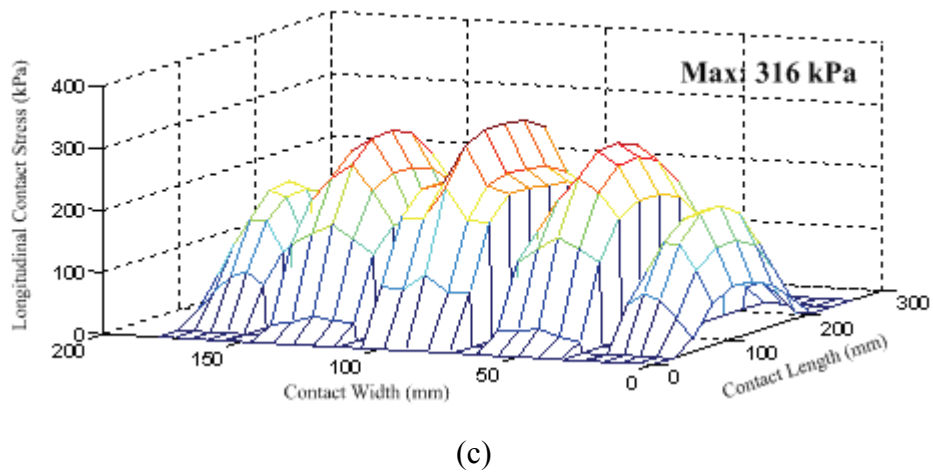 Max: 316 kPa
Longitudinal Contact Stress (kPa)
400
300
200
100
0
200
150
100
50
0
Contact Width (mm)
0
100
200
300
Contact Length (mm)
(c)